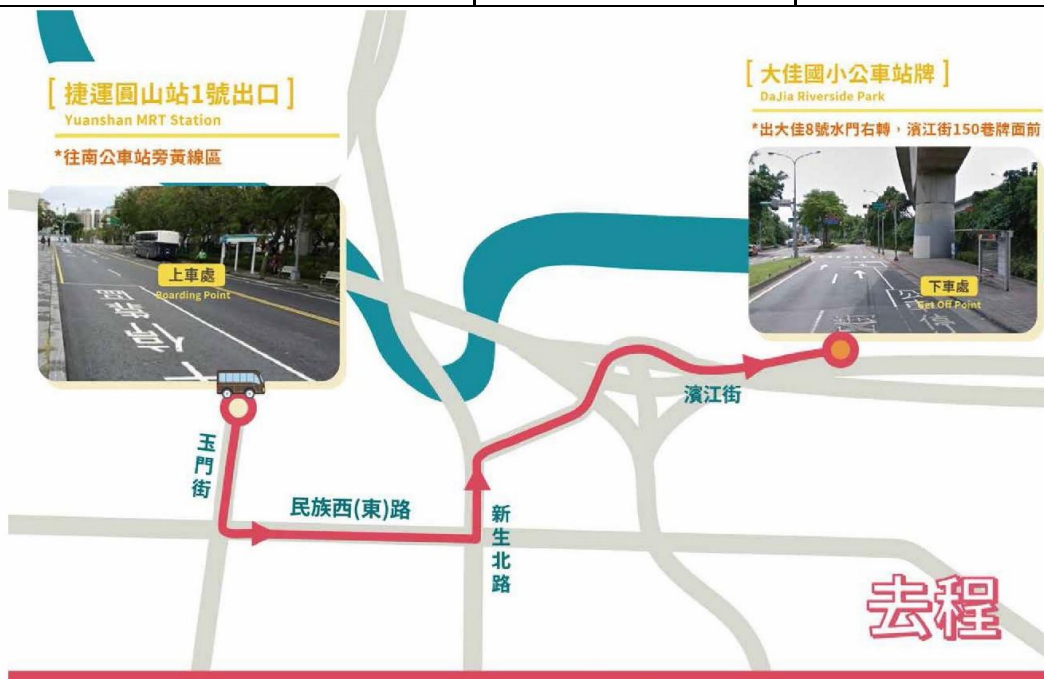 [ 捷運圓山站1號出口 ]
Yuanshan MRT Station
*往南公車站旁黃線區
上車處
Boarding Point
[ 大佳國小公車站牌 ]
DaJia Riverside Park
*出大佳8號水門右轉，濱江街150巷牌面前
下車處
Get Off Point
玉門街
民族西(東)路
新生北路
濱江街
去程